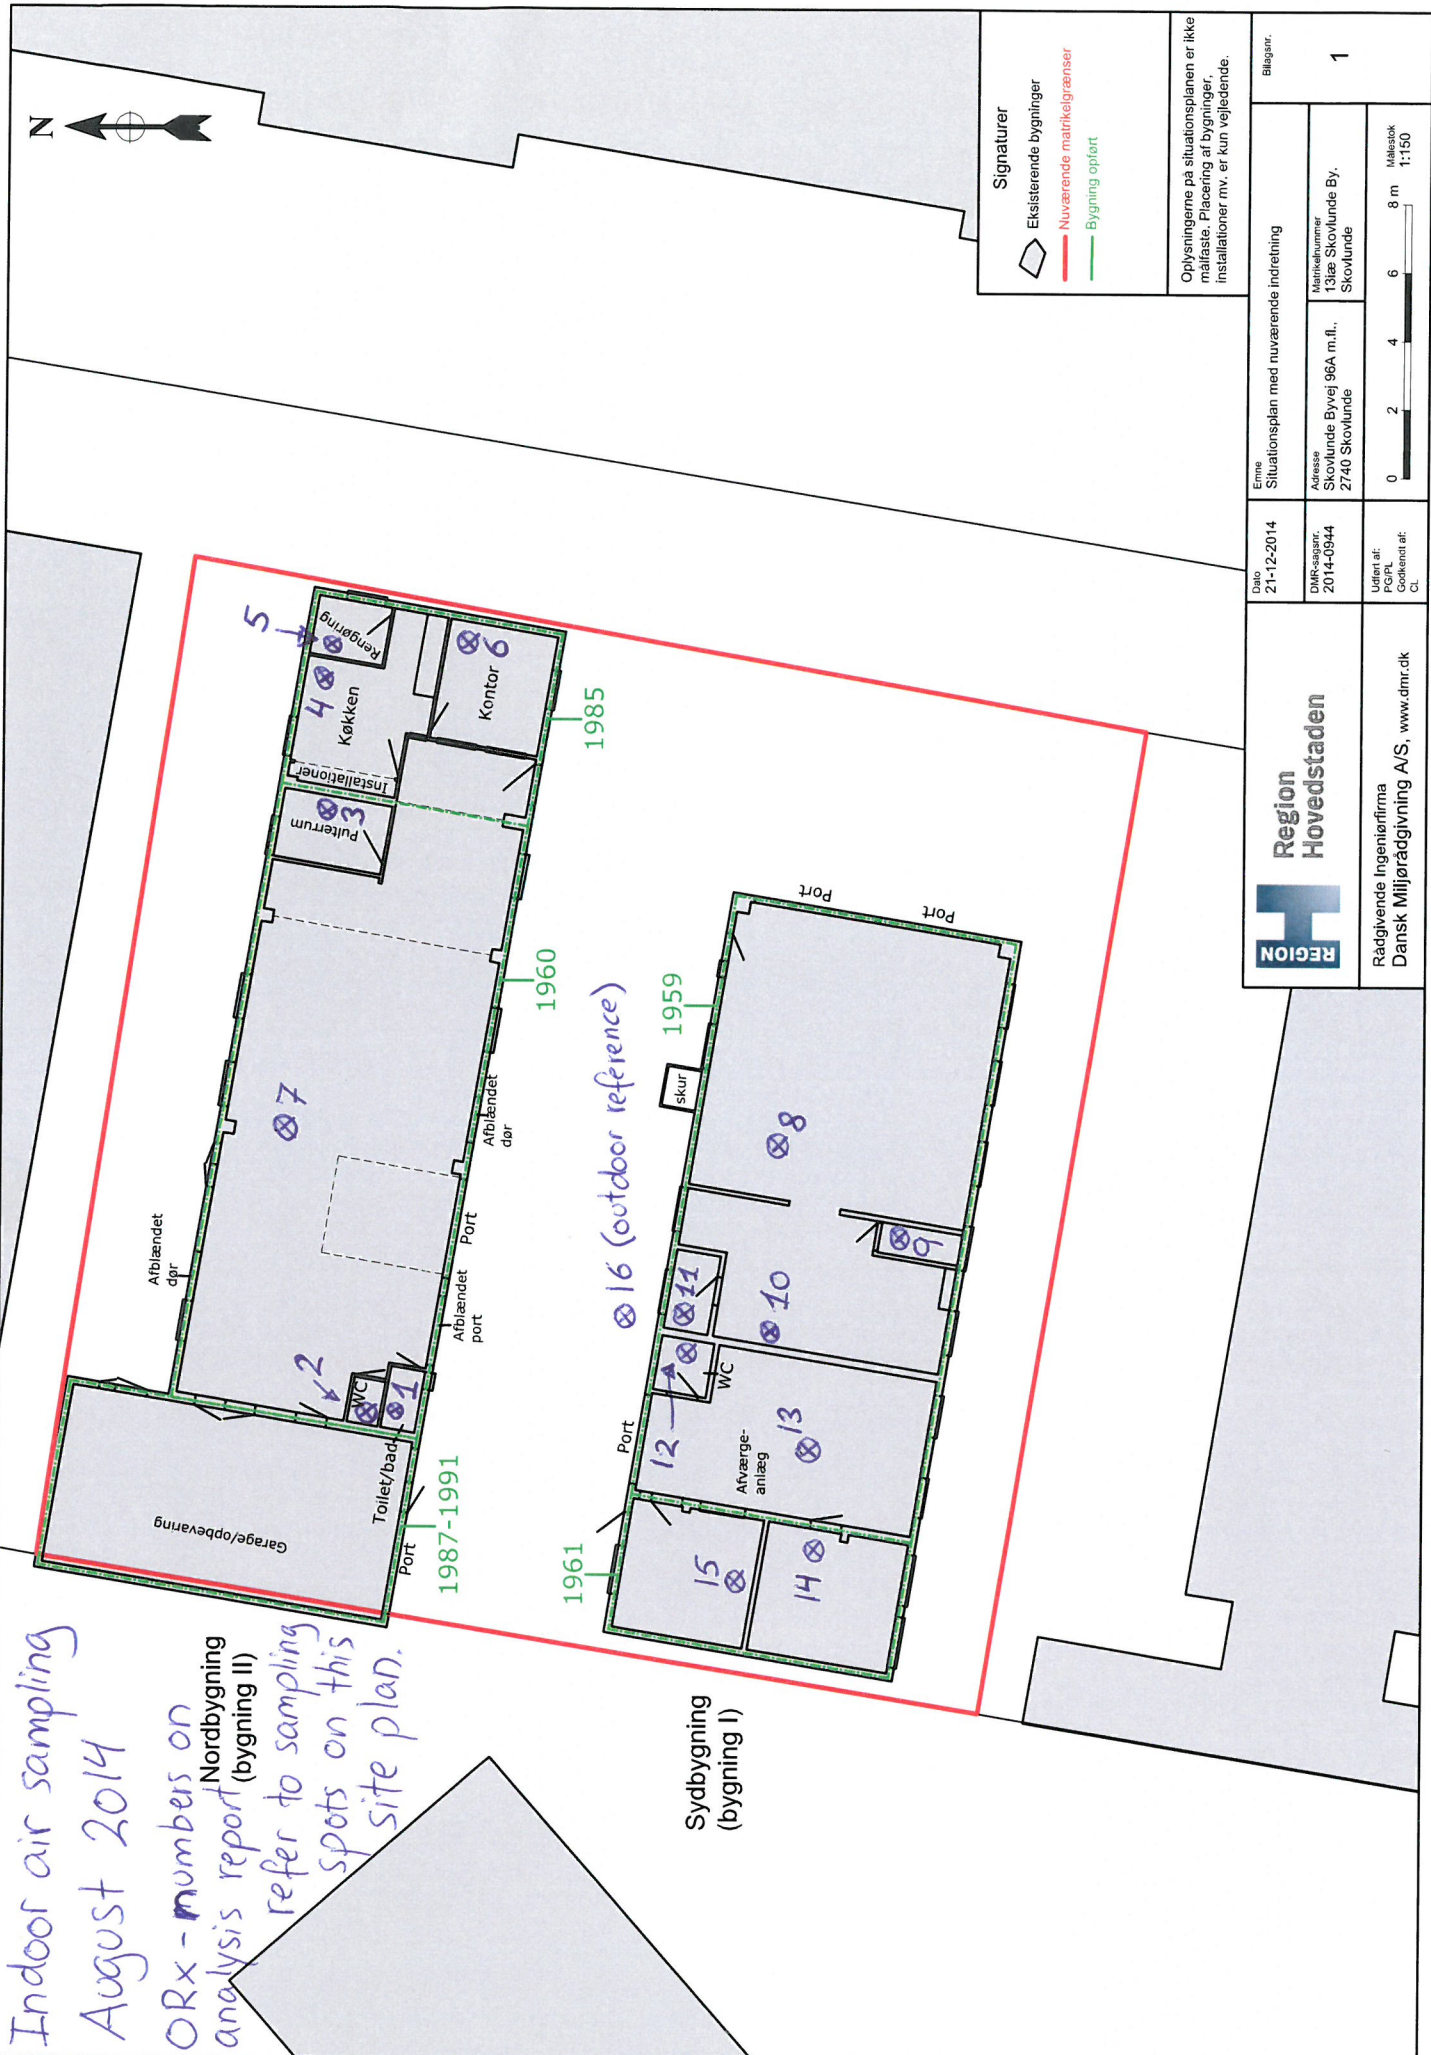 Indoor air sampling
August 2014
ORx - numbers on
analysis report
refer to sampling
spots on this
site plan.
Nordbygning
(bygning II)
Sydbygning
(bygning I)
N
Garage/opbevaring
Port
1987-1991
Toilet/bad
1
WC
2
Afblændet
dør
Afblændet
port
Port
7
Afblændet
dør
1960
Pulterrum
3
Installationer
Køkken
4
5
Rengøring
Kontor
6
1985
16 (outdoor reference)
1961
15
14
Port
12
WC
Afværge-
anlæg
13
11
10
9
8
skur
1959
Port
Port
Signaturer
Eksisterende bygninger
Nuværende matrikelgrænser
Bygning opført
Oplysningerne på situationsplanen er ikke
målfaste. Placering af bygninger,
installationer mv. er kun vejledende.
REGION
Region
Hovedstaden
Rådgivende Ingeniørfirma
Dansk Miljørådgivning A/S, www.dmr.dk
Dato
21-12-2014
Emne
Situationsplan med nuværende indretning
Bilagsnr.
1
DMR-sagsnr.
2014-0944
Adresse
Skovlunde Byvej 96A m.fl.,
2740 Skovlunde
Matrikelnummer
13iæ Skovlunde By.
Skovlunde
Udført af:
PG/PL
Godkendt af:
CL
0 2 4 6 8 m
Målestok
1:150